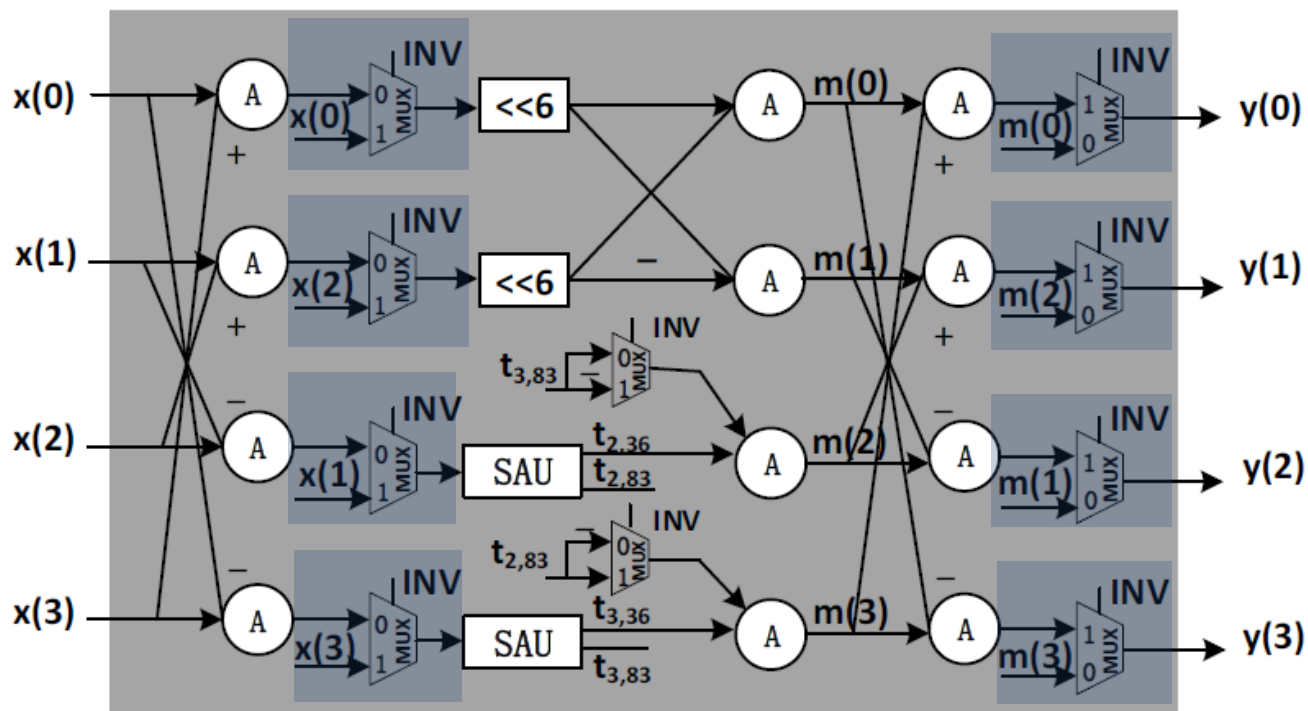 INV INV
x(0) A 0 MUX 1 x(0) <<6 A m(0) A 1 MUX 0 m(0) y(0)
+ +
INV INV
x(1) A 0 MUX 1 x(2) <<6 − A m(1) A 1 MUX 0 m(2) y(1)
+ +
INV
t3,83 − 0 MUX 1
− INV − INV
x(2) A 0 MUX 1 x(1) SAU t2,36 t2,83 A m(2) A 1 MUX 0 m(1) y(2)
INV
t2,83 − 0 MUX 1
− INV − INV
x(3) A 0 MUX 1 x(3) SAU t3,36 t3,83 A m(3) A 1 MUX 0 m(3) y(3)